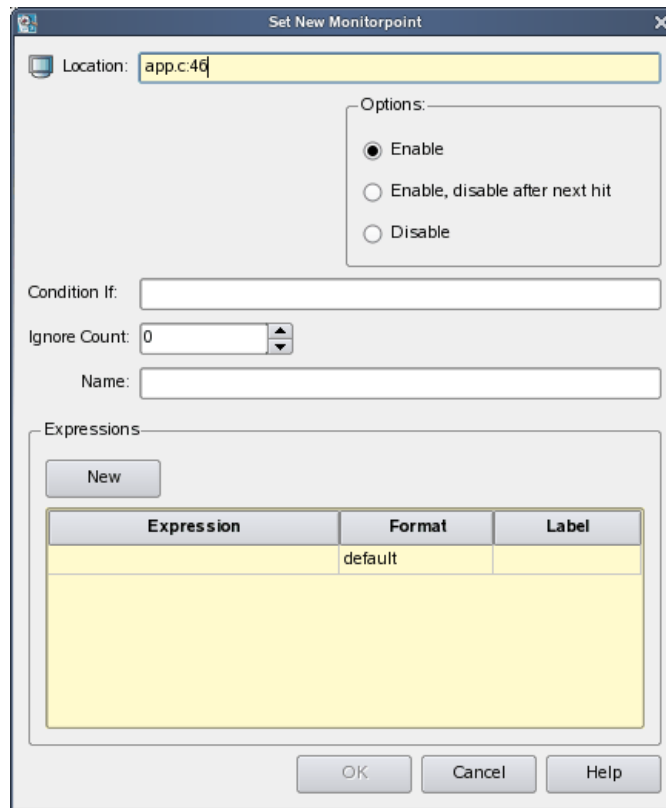 Set New Monitorpoint
Location: app.c:46
Options:
Enable
Enable, disable after next hit
Disable
Condition If:
Ignore Count: 0
Name:
Expressions
New
Expression Format Label
default
OK Cancel Help